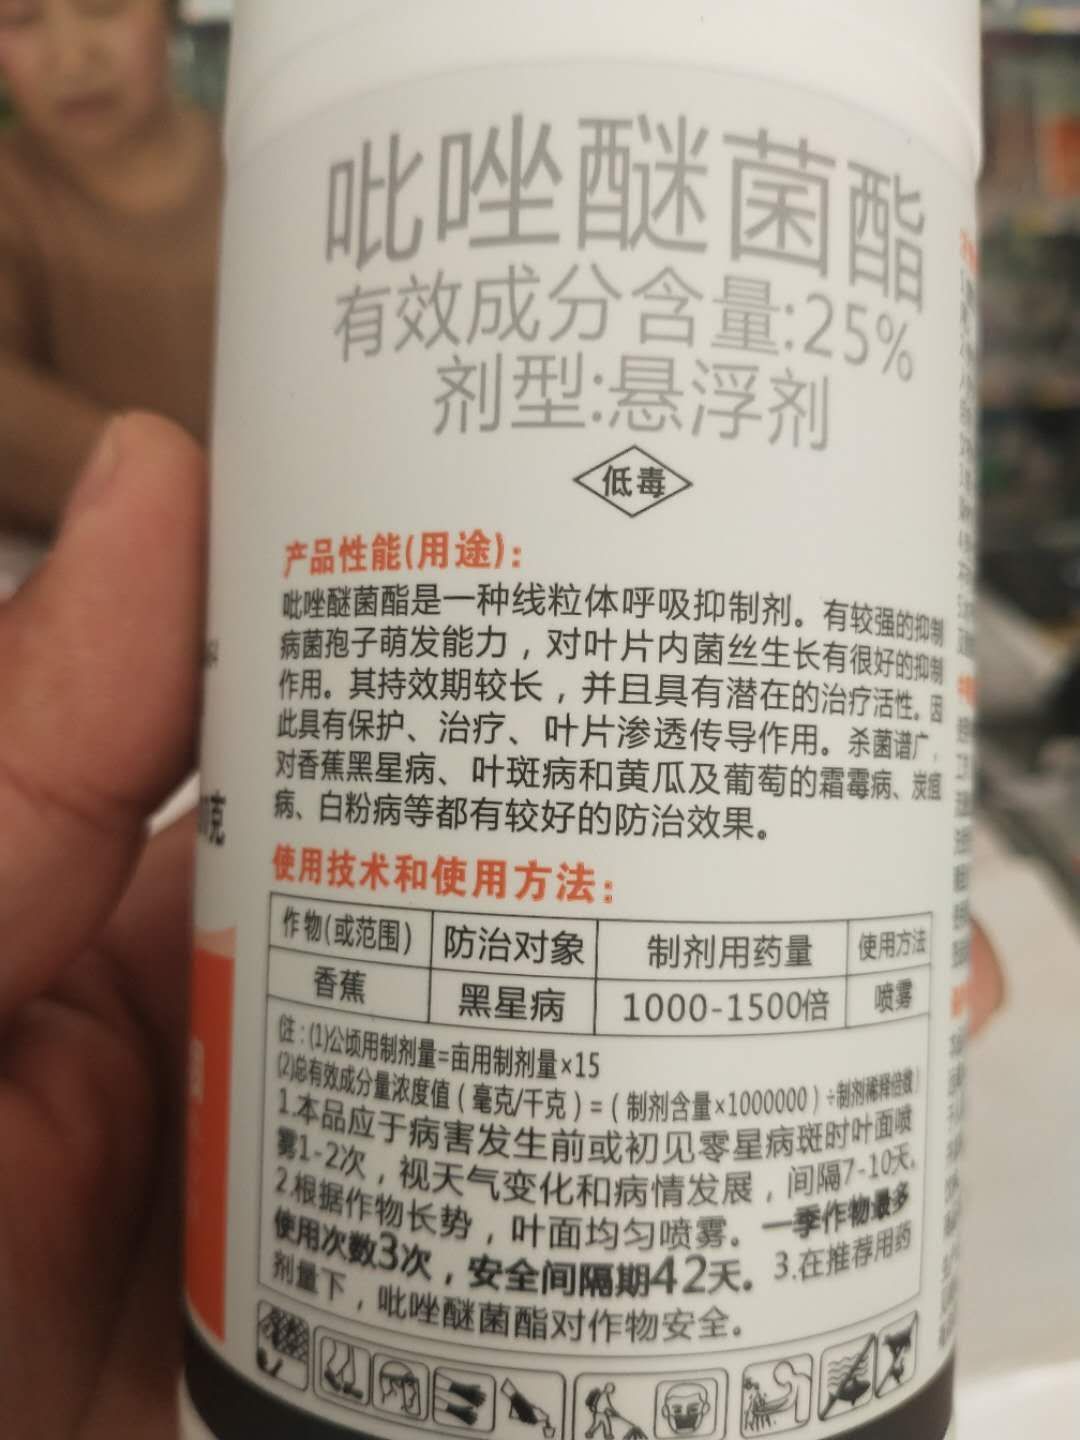 吡唑醚菌酯
有效成分含量:25%
剂型:悬浮剂
低毒
产品性能(用途):
吡唑醚菌酯是一种线粒体呼吸抑制剂。有较强的抑制
病菌孢子萌发能力，对叶片内菌丝生长有很好的抑制
作用。其持效期较长，并且具有潜在的治疗活性。因
此具有保护、治疗、叶片渗透传导作用。杀菌谱广，
对香蕉黑星病、叶斑病和黄瓜及葡萄的霜霉病、炭疽
病、白粉病等都有较好的防治效果。
使用技术和使用方法:
作物(或范围) 防治对象 制剂用药量 使用方法
香蕉 黑星病 1000-1500倍 喷雾
(注:(1)公顷用制剂量=亩用制剂量×15
(2)总有效成分量浓度值(毫克/千克)=(制剂含量×1000000)÷制剂稀释倍数)
1.本品应于病害发生前或初见零星病斑时叶面喷
雾1-2次，视天气变化和病情发展，间隔7-10天。
2.根据作物长势，叶面均匀喷雾。一季作物最多
使用次数3次，安全间隔期42天。3.在推荐用药
剂量下，吡唑醚菌酯对作物安全。
克